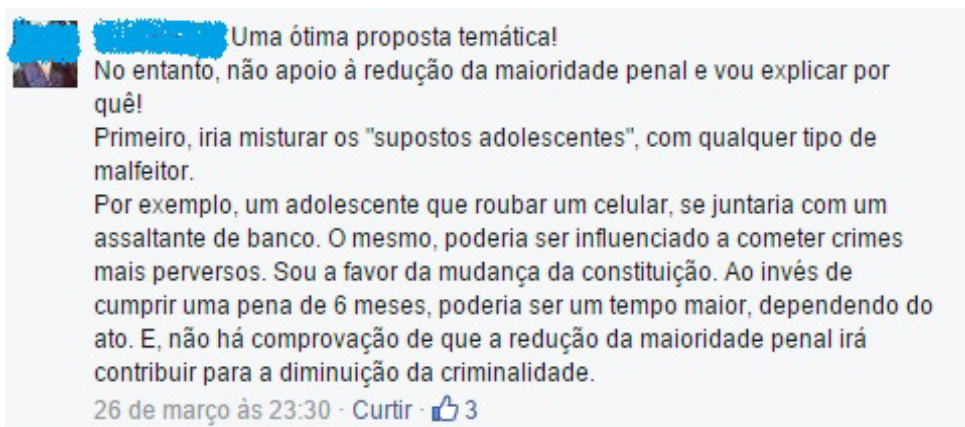 Uma ótima proposta temática!
No entanto, não apoio à redução da maioridade penal e vou explicar por
quê!
Primeiro, iria misturar os "supostos adolescentes", com qualquer tipo de
malfeitor.
Por exemplo, um adolescente que roubar um celular, se juntaria com um
assaltante de banco. O mesmo, poderia ser influenciado a cometer crimes
mais perversos. Sou a favor da mudança da constituição. Ao invés de
cumprir uma pena de 6 meses, poderia ser um tempo maior, dependendo do
ato. E, não há comprovação de que a redução da maioridade penal irá
contribuir para a diminuição da criminalidade.
26 de março às 23:30 · Curtir · 3